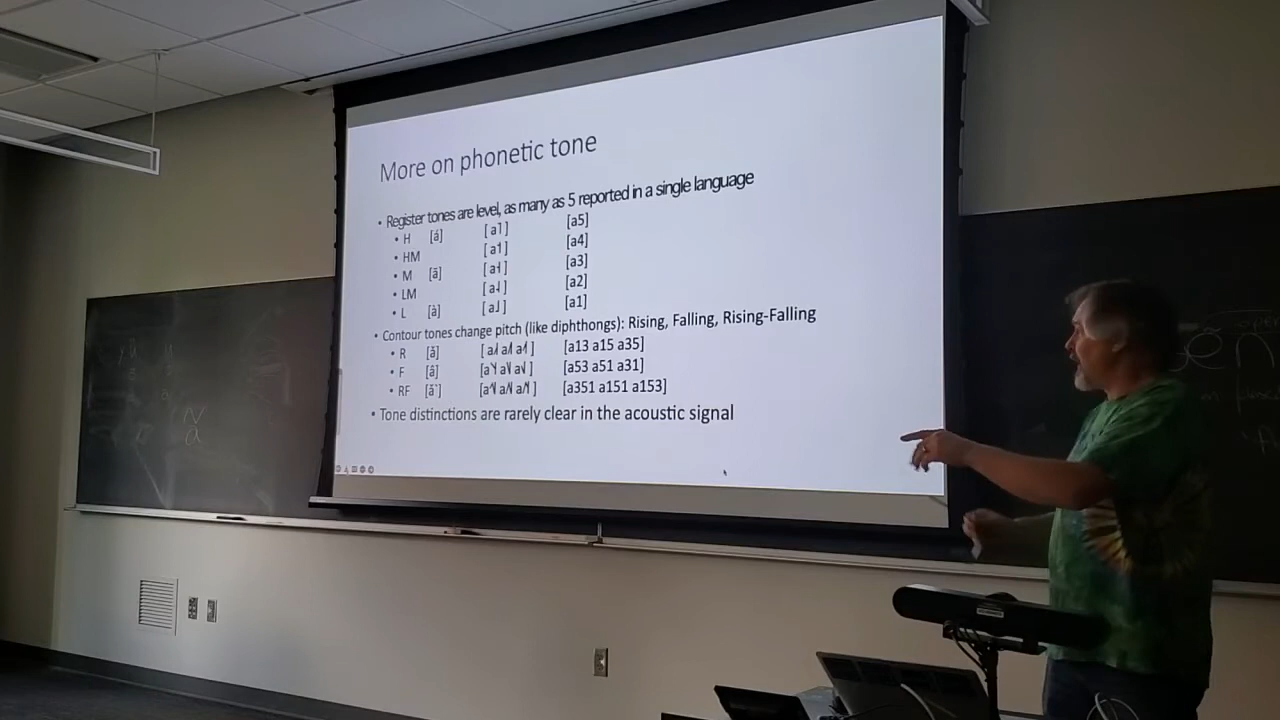 More on phonetic tone
• Register tones are level, as many as 5 reported in a single language
• H [á] [a˥] [a5]
• HM [a˦] [a4]
• M [ā] [a˧] [a3]
• LM [a˨] [a2]
• L [à] [a˩] [a1]
• Contour tones change pitch (like diphthongs): Rising, Falling, Rising-Falling
• R [ǎ] [a13 a15 a35]
• F [â] [a53 a51 a31]
• RF [a351 a151 a153]
• Tone distinctions are rarely clear in the acoustic signal